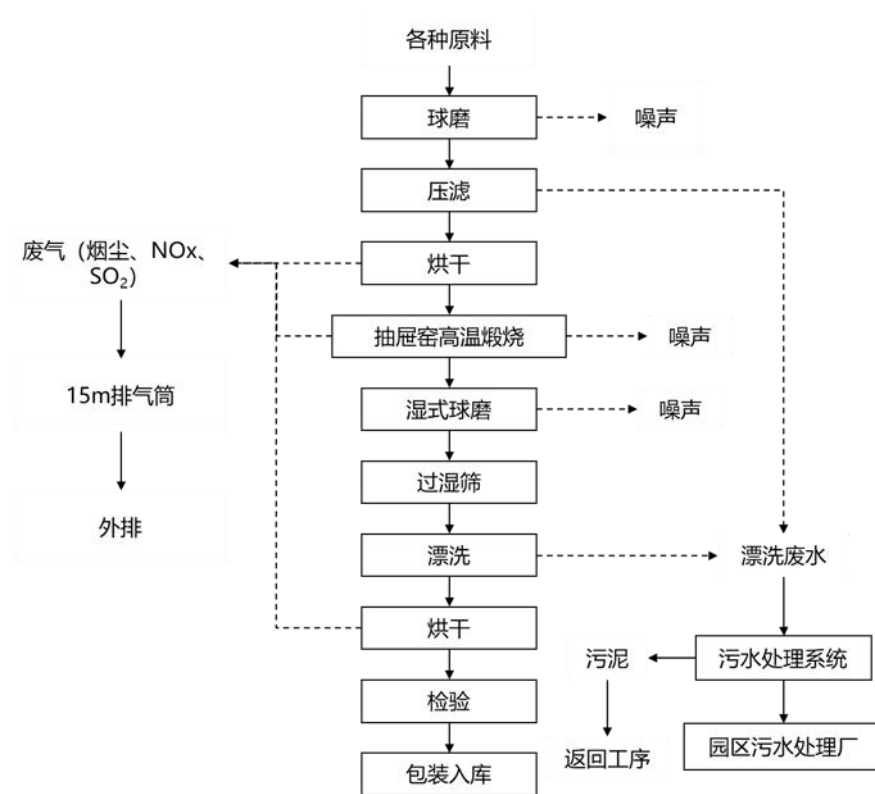 各种原料
球磨
噪声
压滤
废气（烟尘、NOx、
SO₂）
烘干
抽屉窑高温煅烧
噪声
15m排气筒
湿式球磨
噪声
过湿筛
外排
漂洗
漂洗废水
烘干
污泥
污水处理系统
检验
返回工序
园区污水处理厂
包装入库